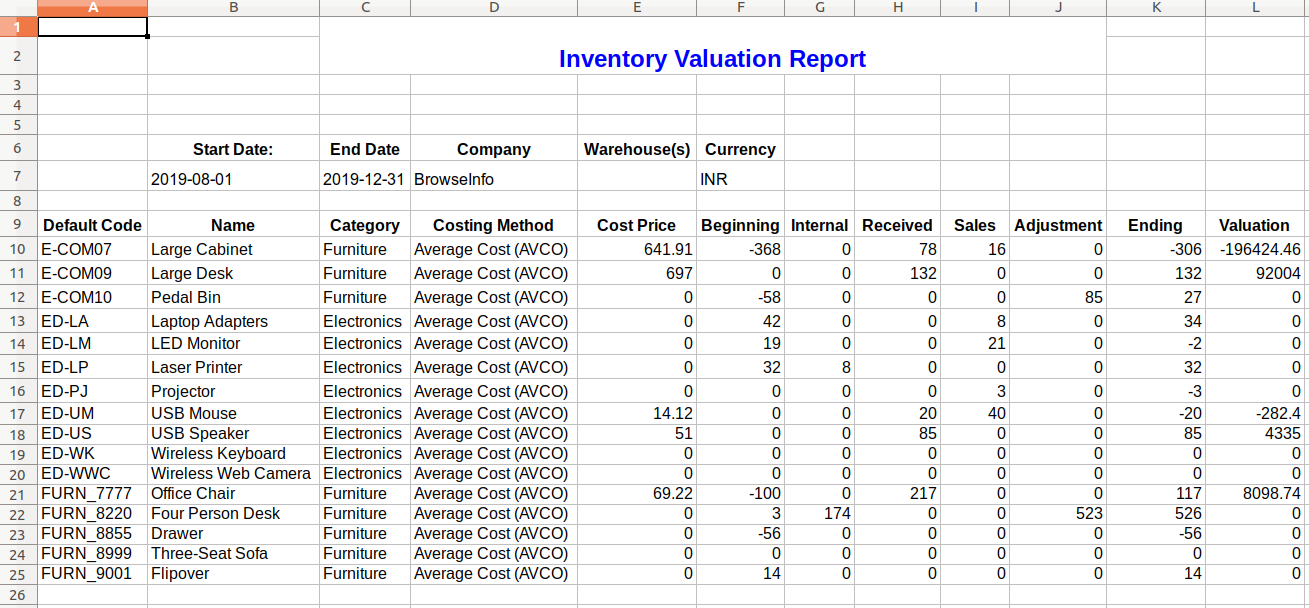 A B C D E F G H I J K L
1
2 Inventory Valuation Report
3
4
5
6 Start Date: End Date Company Warehouse(s) Currency
7 2019-08-01 2019-12-31 BrowseInfo INR
8
9 Default Code Name Category Costing Method Cost Price Beginning Internal Received Sales Adjustment Ending Valuation
10 E-COM07 Large Cabinet Furniture Average Cost (AVCO) 641.91 -368 0 78 16 0 -306 -196424.46
11 E-COM09 Large Desk Furniture Average Cost (AVCO) 697 0 0 132 0 0 132 92004
12 E-COM10 Pedal Bin Furniture Average Cost (AVCO) 0 -58 0 0 0 85 27 0
13 ED-LA Laptop Adapters Electronics Average Cost (AVCO) 0 42 0 0 8 0 34 0
14 ED-LM LED Monitor Electronics Average Cost (AVCO) 0 19 0 0 21 0 -2 0
15 ED-LP Laser Printer Electronics Average Cost (AVCO) 0 32 8 0 0 0 32 0
16 ED-PJ Projector Electronics Average Cost (AVCO) 0 0 0 0 3 0 -3 0
17 ED-UM USB Mouse Electronics Average Cost (AVCO) 14.12 0 0 20 40 0 -20 -282.4
18 ED-US USB Speaker Electronics Average Cost (AVCO) 51 0 0 85 0 0 85 4335
19 ED-WK Wireless Keyboard Electronics Average Cost (AVCO) 0 0 0 0 0 0 0 0
20 ED-WWC Wireless Web Camera Electronics Average Cost (AVCO) 0 0 0 0 0 0 0 0
21 FURN_7777 Office Chair Furniture Average Cost (AVCO) 69.22 -100 0 217 0 0 117 8098.74
22 FURN_8220 Four Person Desk Furniture Average Cost (AVCO) 0 3 174 0 0 523 526 0
23 FURN_8855 Drawer Furniture Average Cost (AVCO) 0 -56 0 0 0 0 -56 0
24 FURN_8999 Three-Seat Sofa Furniture Average Cost (AVCO) 0 0 0 0 0 0 0 0
25 FURN_9001 Flipover Furniture Average Cost (AVCO) 0 14 0 0 0 0 14 0
26